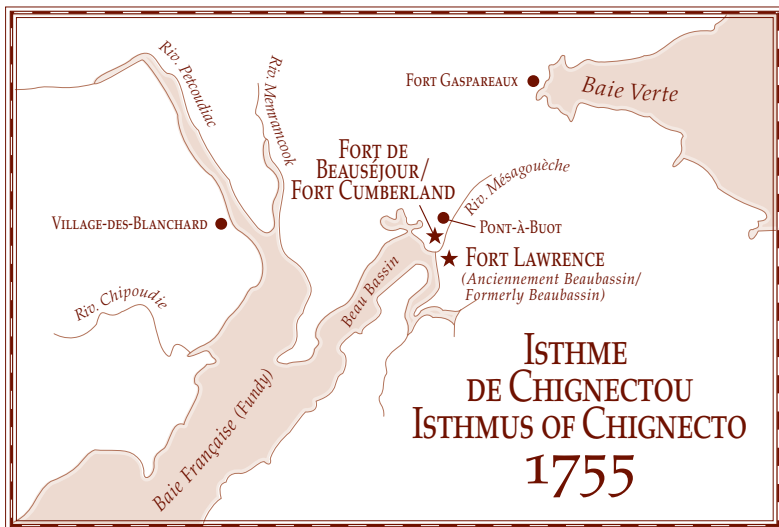 Riv. Petcoudiac
Riv. Memramcook
Fort Gaspareaux
Baie Verte
Fort de
Beauséjour/
Fort Cumberland
Riv. Mésagouèche
Village-des-Blanchard
Pont-à-Buot
Fort Lawrence
(Anciennement Beaubassin/
Formerly Beaubassin)
Riv. Chipoudie
Beau Bassin
Baie Française (Fundy)
Isthme
de Chignectou
Isthmus of Chignecto
1755